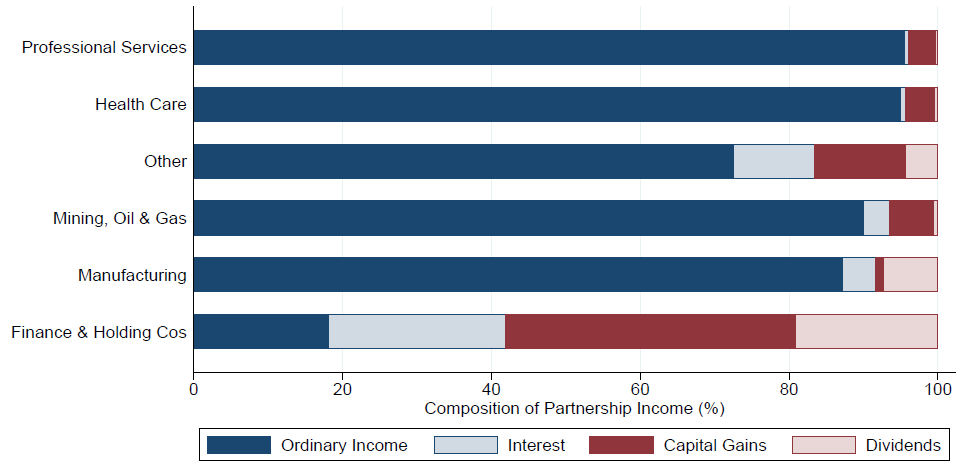 Professional Services
Health Care
Other
Mining, Oil & Gas
Manufacturing
Finance & Holding Cos
0 20 40 60 80 100
Composition of Partnership Income (%)
Ordinary Income Interest Capital Gains Dividends